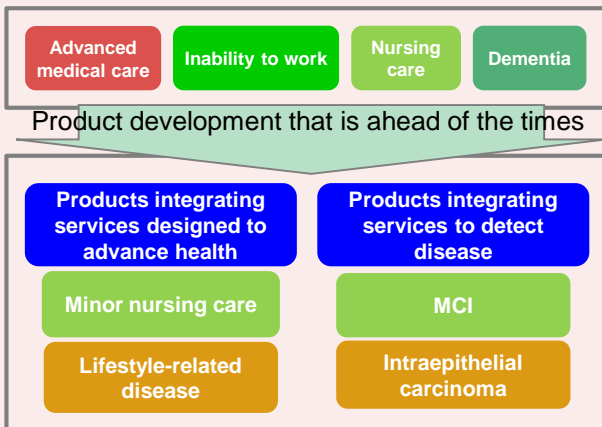 Advanced
medical care
Inability to work
Nursing
care
Dementia
Product development that is ahead of the times
Products integrating
services designed to
advance health
Products integrating
services to detect
disease
Minor nursing care
MCI
Lifestyle-related
disease
Intraepithelial
carcinoma